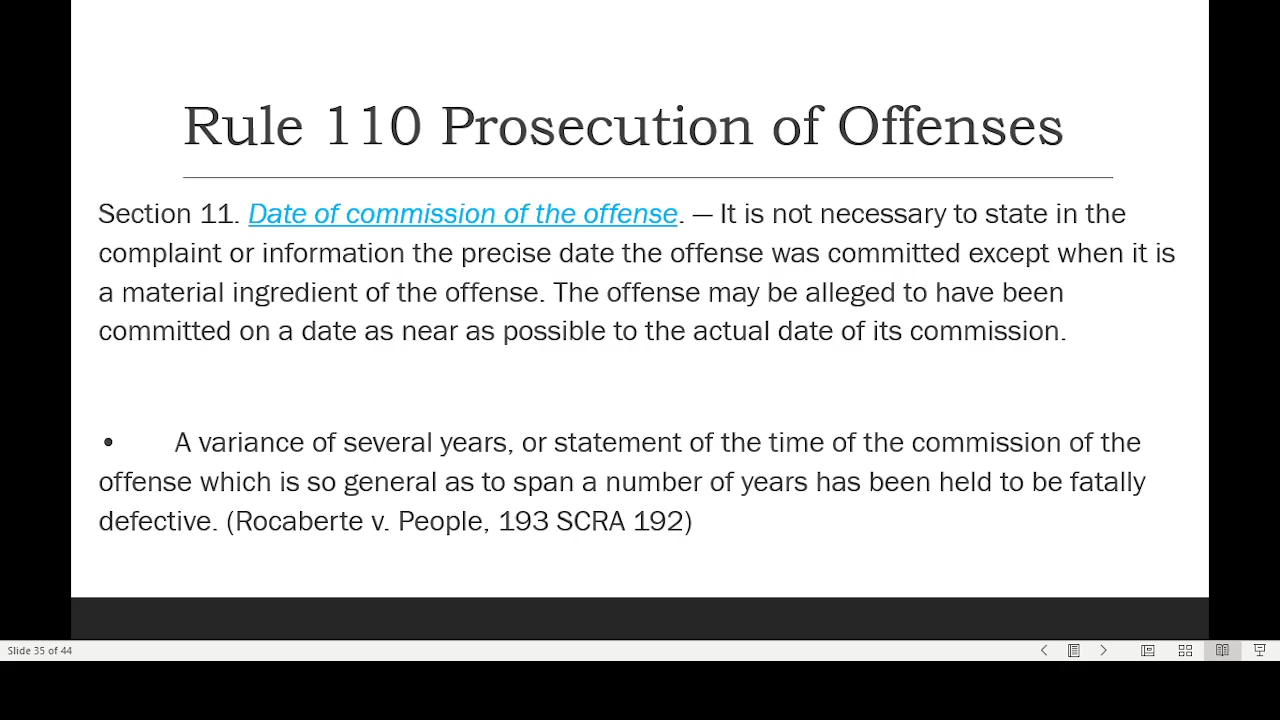 Rule 110 Prosecution of Offenses
Section 11. Date of commission of the offense. — It is not necessary to state in the
complaint or information the precise date the offense was committed except when it is
a material ingredient of the offense. The offense may be alleged to have been
committed on a date as near as possible to the actual date of its commission.
• A variance of several years, or statement of the time of the commission of the
offense which is so general as to span a number of years has been held to be fatally
defective. (Rocaberte v. People, 193 SCRA 192)
Slide 35 of 44